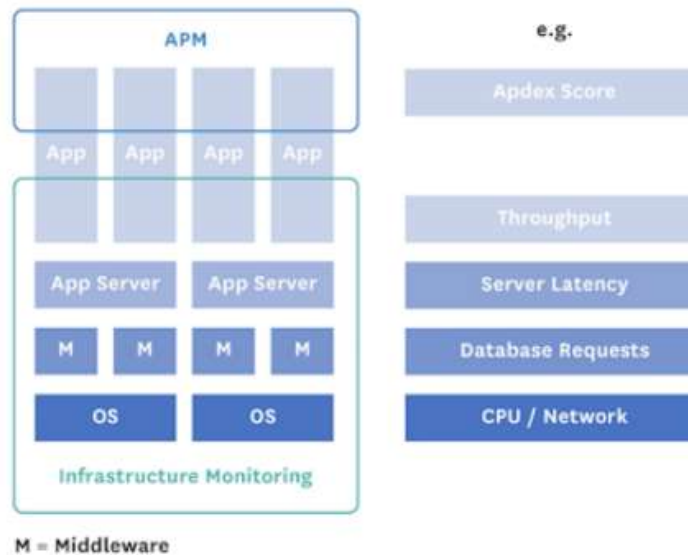 APM
e.g.
Apdex Score
App App App App
Throughput
App Server App Server
Server Latency
M M M M
Database Requests
OS OS
CPU / Network
Infrastructure Monitoring
M = Middleware